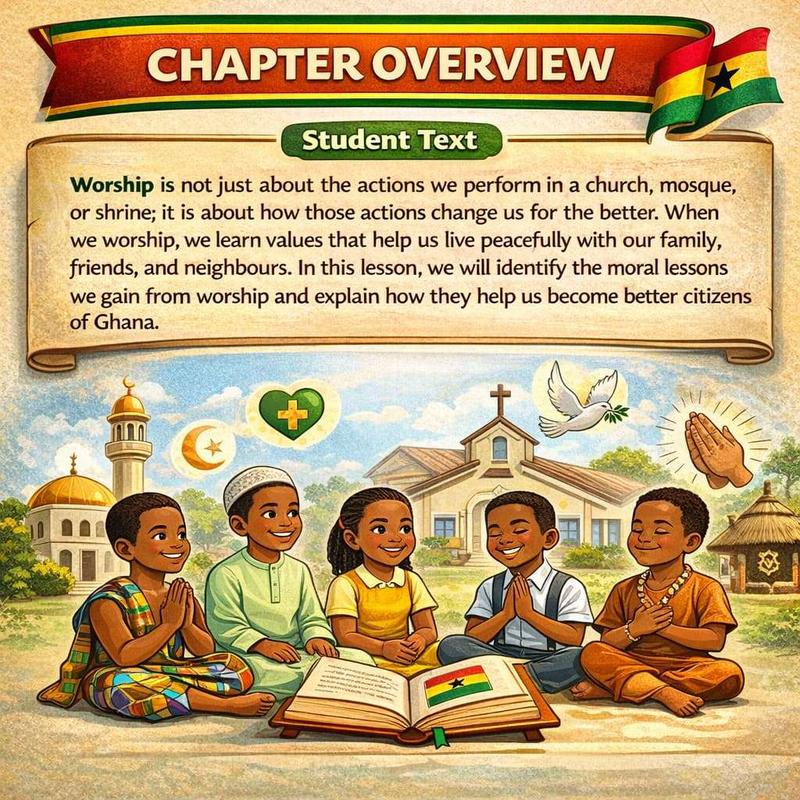 CHAPTER OVERVIEW
Student Text
Worship is not just about the actions we perform in a church, mosque,
or shrine; it is about how those actions change us for the better. When
we worship, we learn values that help us live peacefully with our family,
friends, and neighbours. In this lesson, we will identify the moral lessons
we gain from worship and explain how they help us become better citizens
of Ghana.